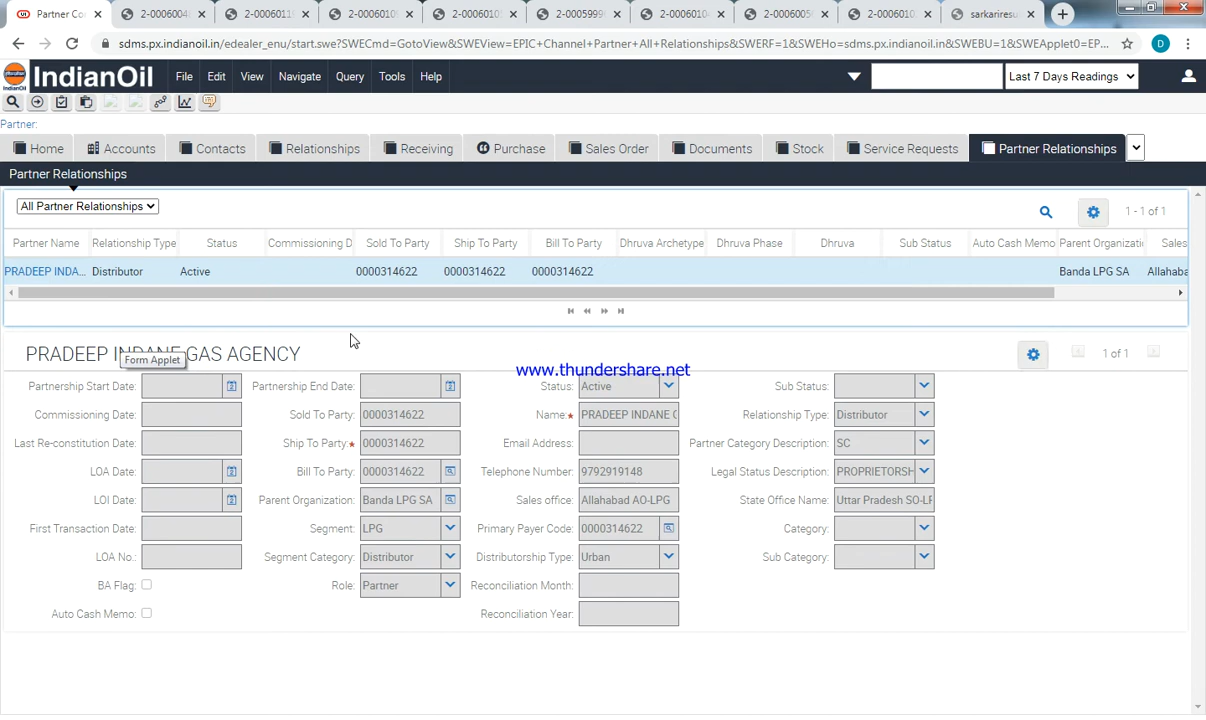 Partner Co
2-0006004
2-0006011
2-0006010
2-0006010
2-0005999
2-0006010
2-0006005
2-0006010
sarkariresu
sdms.px.indianoil.in/edealer_enu/start.swe?SWECmd=GotoView&SWEView=EPIC+Channel+Partner+All+Relationships&SWERF=1&SWEHo=sdms.px.indianoil.in&SWEBU=1&SWEApplet0=EP...
D
IndianOil
IndianOil File Edit View Navigate Query Tools Help Last 7 Days Readings
Partner:
Home Accounts Contacts Relationships Receiving Purchase Sales Order Documents Stock Service Requests Partner Relationships
Partner Relationships
All Partner Relationships 1 - 1 of 1
Partner Name Relationship Type Status Commissioning D Sold To Party Ship To Party Bill To Party Dhruva Archetype Dhruva Phase Dhruva Sub Status Auto Cash Memo Parent Organizati Sales
PRADEEP INDA... Distributor Active 0000314622 0000314622 0000314622 Banda LPG SA Allahaba
PRADEEP INDANE GAS AGENCY 1 of 1
Form Applet
www.thundershare.net
Partnership Start Date: Partnership End Date: Status: Active Sub Status:
Commissioning Date: Sold To Party: 0000314622 Name:* PRADEEP INDANE G Relationship Type: Distributor
Last Re-constitution Date: Ship To Party:* 0000314622 Email Address: Partner Category Description: SC
LOA Date: Bill To Party: 0000314622 Telephone Number: 9792919148 Legal Status Description: PROPRIETORSH
LOI Date: Parent Organization: Banda LPG SA Sales office: Allahabad AO-LPG State Office Name: Uttar Pradesh SO-LP
First Transaction Date: Segment: LPG Primary Payer Code: 0000314622 Category:
LOA No.: Segment Category: Distributor Distributorship Type: Urban Sub Category:
BA Flag: Role: Partner Reconciliation Month:
Auto Cash Memo: Reconciliation Year: